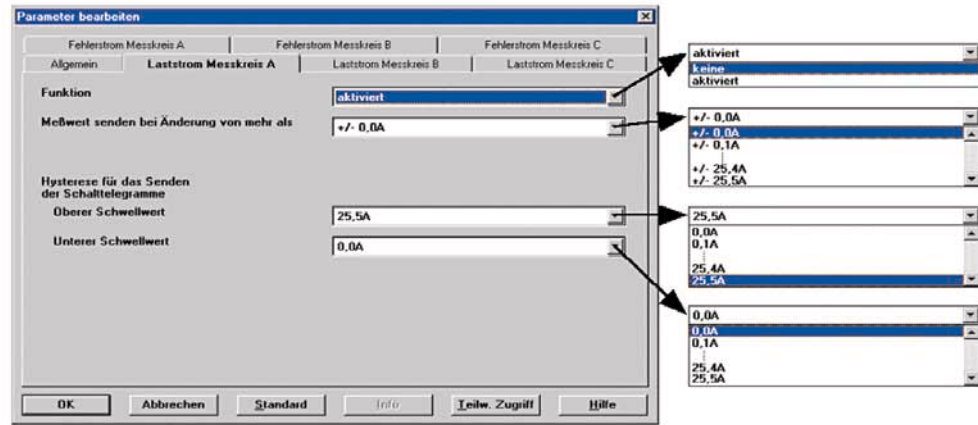 Parameter bearbeiten
Fehlerstrom Messkreis A
Fehlerstrom Messkreis B
Fehlerstrom Messkreis C
Allgemein
Laststrom Messkreis A
Laststrom Messkreis B
Laststrom Messkreis C
Funktion
aktiviert
Meßwert senden bei Änderung von mehr als
+/- 0,0A
Hysterese für das Senden
der Schalttelegramme
Oberer Schwellwert
25,5A
Unterer Schwellwert
0,0A
OK
Abbrechen
Standard
Info
Teilw. Zugriff
Hilfe
aktiviert
keine
aktiviert
+/- 0,0A
+/- 0,0A
+/- 0,1A
+/- 25,4A
+/- 25,5A
25,5A
0,0A
0,1A
25,4A
25,5A
0,0A
0,0A
0,1A
25,4A
25,5A